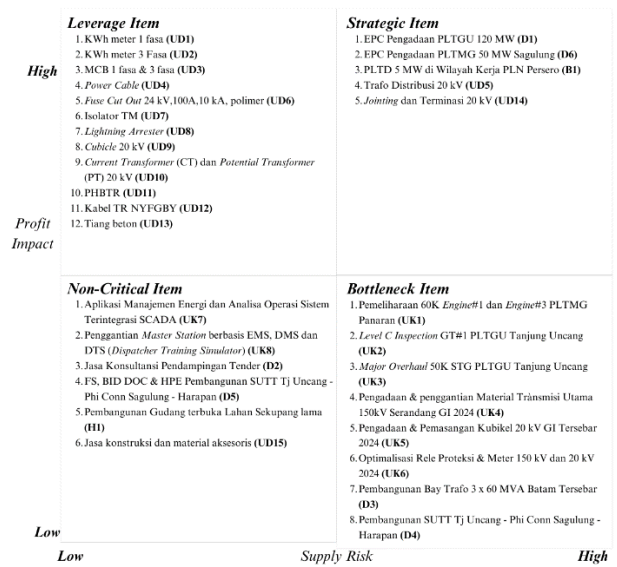 Leverage Item
1. KWh meter 1 fasa (UD1)
2. KWh meter 3 Fasa (UD2)
3. MCB 1 fasa & 3 fasa (UD3)
4. Power Cable (UD4)
5. Fuse Cut Out 24 kV,100A,10 kA, polimer (UD6)
6. Isolator TM (UD7)
7. Lightning Arrester (UD8)
8. Cubicle 20 kV (UD9)
9. Current Transformer (CT) dan Potential Transformer
(PT) 20 kV (UD10)
10. PHBTR (UD11)
11. Kabel TR NYFGBY (UD12)
12. Tiang beton (UD13)
Strategic Item
1. EPC Pengadaan PLTGU 120 MW (D1)
2. EPC Pengadaan PLTMG 50 MW Sagulung (D6)
3. PLTD 5 MW di Wilayah Kerja PLN Persero (B1)
4. Trafo Distribusi 20 kV (UD5)
5. Jointing dan Terminasi 20 kV (UD14)
High
Profit
Impact
Non-Critical Item
1. Aplikasi Manajemen Energi dan Analisa Operasi Sistem
Terintegrasi SCADA (UK7)
2. Penggantian Master Station berbasis EMS, DMS dan
DTS (Dispatcher Training Simulator) (UK8)
3. Jasa Konsultansi Pendampingan Tender (D2)
4. FS, BID DOC & HPE Pembangunan SUTT Tj Uncang -
Phi Conn Sagulung - Harapan (D5)
5. Pembangunan Gudang terbuka Lahan Sekupang lama
(H1)
6. Jasa konstruksi dan material aksesoris (UD15)
Bottleneck Item
1. Pemeliharaan 60K Engine#1 dan Engine#3 PLTMG
Panaran (UK1)
2. Level C Inspection GT#1 PLTGU Tanjung Uncang
(UK2)
3. Major Overhaul 50K STG PLTGU Tanjung Uncang
(UK3)
4. Pengadaan & penggantian Material Trànsmisi Utama
150kV Serandang GI 2024 (UK4)
5. Pengadaan & Pemasangan Kubikel 20 kV GI Tersebar
2024 (UK5)
6. Optimalisasi Rele Proteksi & Meter 150 kV dan 20 kV
2024 (UK6)
7. Pembangunan Bay Trafo 3 x 60 MVA Batam Tersebar
(D3)
8. Pembangunan SUTT Tj Uncang - Phi Conn Sagulung -
Harapan (D4)
Low
Low
Supply Risk
High